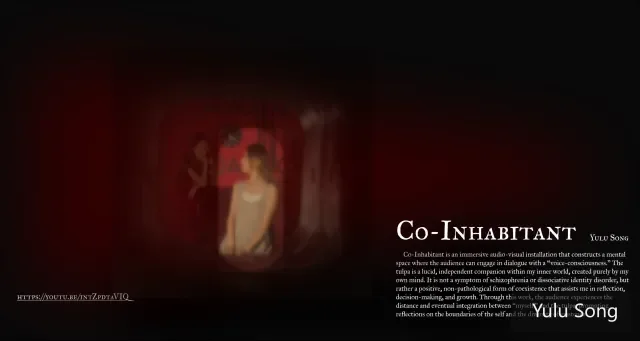 Co-Inhabitant Yulu Song
Co-Inhabitant is an immersive audio-visual installation that constructs a mental
space where the audience can engage in dialogue with a "voice-consciousness." The
tulpa is a lucid, independent companion within my inner world, created purely by my
own mind. It is not a symptom of schizophrenia or dissociative identity disorder, but
rather a positive, non-pathological form of coexistence that assists me in reflection,
decision-making, and growth. Through this work, the audience experiences the
distance and eventual integration between
reflections on the boundaries of the self and the
Yulu Song